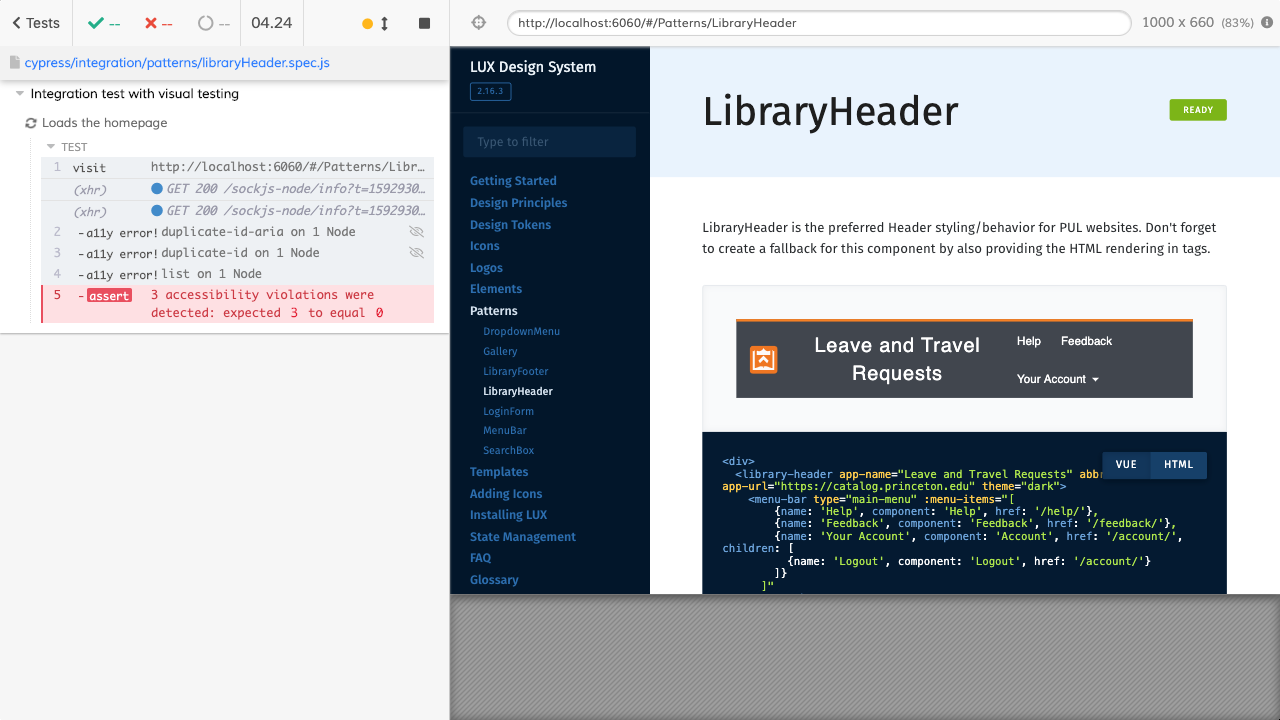 Tests
--
--
--
04.24
http://localhost:6060/#/Patterns/LibraryHeader
1000 x 660 (83%)
cypress/integration/patterns/libraryHeader.spec.js
Integration test with visual testing
Loads the homepage
TEST
1 visit http://localhost:6060/#/Patterns/Libr…
(xhr) GET 200 /sockjs-node/info?t=1592930…
(xhr) GET 200 /sockjs-node/info?t=1592930…
2 -a11y error! duplicate-id-aria on 1 Node
3 -a11y error! duplicate-id on 1 Node
4 -a11y error! list on 1 Node
5 -assert 3 accessibility violations were
detected: expected 3 to equal 0
LUX Design System
2.16.3
Type to filter
Getting Started
Design Principles
Design Tokens
Icons
Logos
Elements
Patterns
DropdownMenu
Gallery
LibraryFooter
LibraryHeader
LoginForm
MenuBar
SearchBox
Templates
Adding Icons
Installing LUX
State Management
FAQ
Glossary
LibraryHeader
READY
LibraryHeader is the preferred Header styling/behavior for PUL websites. Don't forget
to create a fallback for this component by also providing the HTML rendering in tags.
Leave and Travel
Requests
Help Feedback
Your Account
VUE HTML
<div>
<library-header app-name="Leave and Travel Requests" abb
app-url="https://catalog.princeton.edu" theme="dark">
<menu-bar type="main-menu" :menu-items="[
{name: 'Help', component: 'Help', href: '/help/'},
{name: 'Feedback', component: 'Feedback', href: '/feedback/'},
{name: 'Your Account', component: 'Account', href: '/account/',
children: [
{name: 'Logout', component: 'Logout', href: '/account/'}
]}
]"